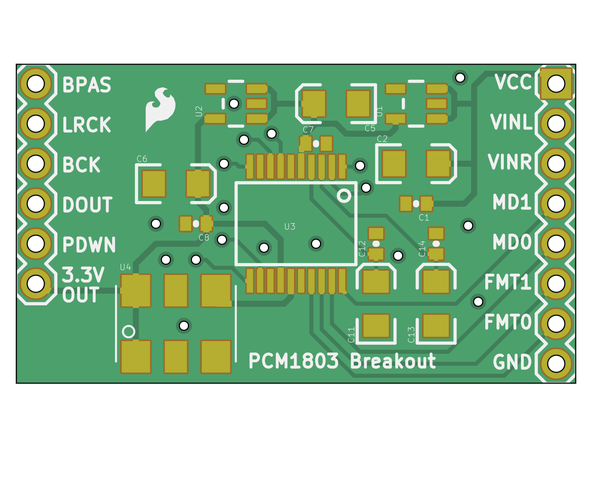 BPAS
LRCK
BCK
DOUT
PDWN
3.3V
OUT
VCC
VINL
VINR
MD1
MD0
FMT1
FMT0
GND
U2
U1
C5
C7
C2
C6
C1
C8
U3
C12
C14
U4
C11
C13
PCM1803 Breakout